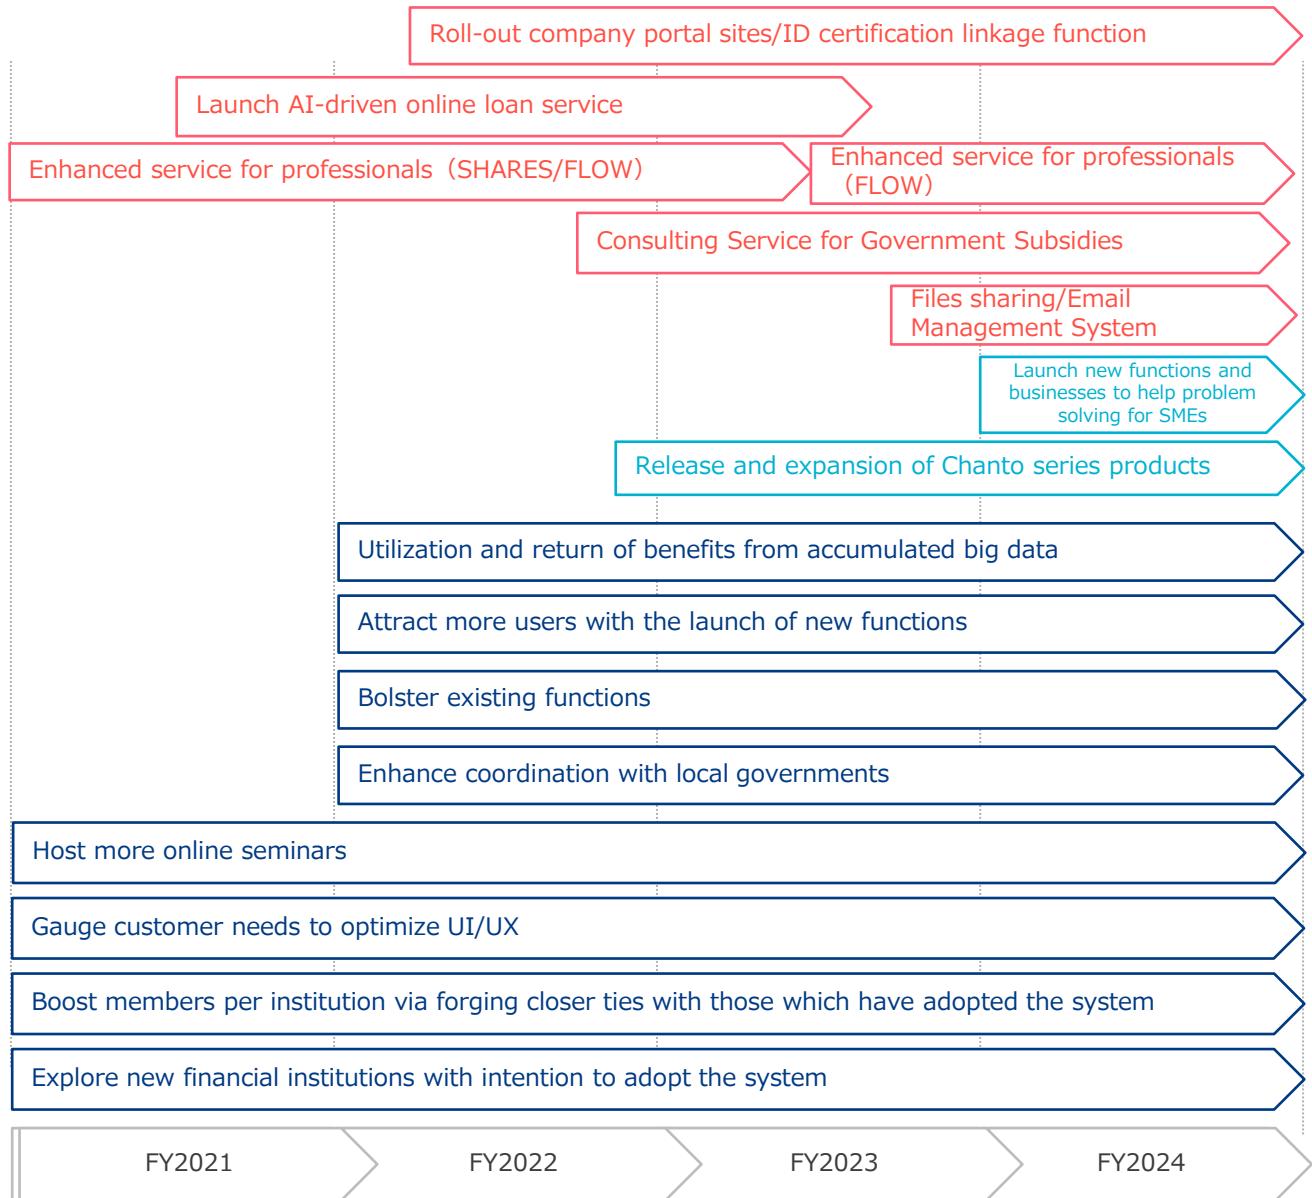 Roll-out company portal sites/ID certification linkage function
Launch AI-driven online loan service
Enhanced service for professionals（SHARES/FLOW）
Enhanced service for professionals
（FLOW）
Consulting Service for Government Subsidies
Files sharing/Email
Management System
Launch new functions and
businesses to help problem
solving for SMEs
Release and expansion of Chanto series products
Utilization and return of benefits from accumulated big data
Attract more users with the launch of new functions
Bolster existing functions
Enhance coordination with local governments
Host more online seminars
Gauge customer needs to optimize UI/UX
Boost members per institution via forging closer ties with those which have adopted the system
Explore new financial institutions with intention to adopt the system
FY2021
FY2022
FY2023
FY2024